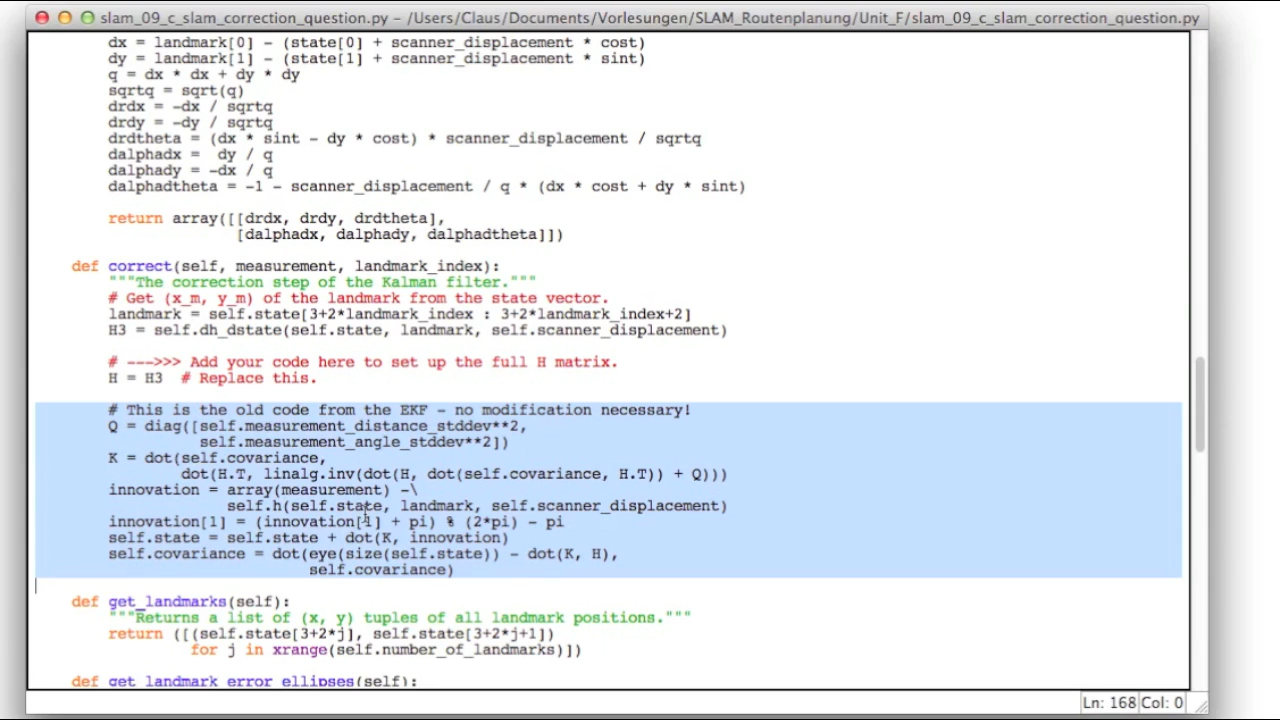 slam_09_c_slam_correction_question.py – /Users/Claus/Documents/Vorlesungen/SLAM_Routenplanung/Unit_F/slam_09_c_slam_correction_question.py
dx = landmark[0] - (state[0] + scanner_displacement * cost)
dy = landmark[1] - (state[1] + scanner_displacement * sint)
q = dx * dx + dy * dy
sqrtq = sqrt(q)
drdx = -dx / sqrtq
drdy = -dy / sqrtq
drdtheta = (dx * sint - dy * cost) * scanner_displacement / sqrtq
dalphadx =  dy / q
dalphady = -dx / q
dalphadtheta = -1 - scanner_displacement / q * (dx * cost + dy * sint)
return array([[drdx, drdy, drdtheta],
[dalphadx, dalphady, dalphadtheta]])
def correct(self, measurement, landmark_index):
"""The correction step of the Kalman filter."""
# Get (x_m, y_m) of the landmark from the state vector.
landmark = self.state[3+2*landmark_index : 3+2*landmark_index+2]
H3 = self.dh_dstate(self.state, landmark, self.scanner_displacement)
# --->>> Add your code here to set up the full H matrix.
H = H3  # Replace this.
# This is the old code from the EKF - no modification necessary!
Q = diag([self.measurement_distance_stddev**2,
self.measurement_angle_stddev**2])
K = dot(self.covariance,
dot(H.T, linalg.inv(dot(H, dot(self.covariance, H.T)) + Q)))
innovation = array(measurement) -\
self.h(self.state, landmark, self.scanner_displacement)
innovation[1] = (innovation[1] + pi) % (2*pi) - pi
self.state = self.state + dot(K, innovation)
self.covariance = dot(eye(size(self.state)) - dot(K, H),
self.covariance)
def get_landmarks(self):
"""Returns a list of (x, y) tuples of all landmark positions."""
return ([(self.state[3+2*j], self.state[3+2*j+1])
for j in xrange(self.number_of_landmarks)])
def get_landmark_error_ellipses(self):
Ln: 168 Col: 0